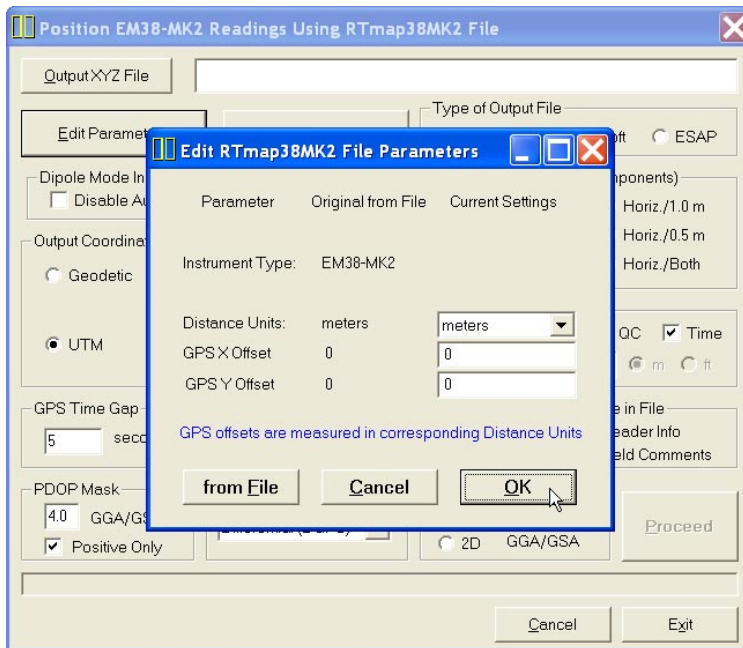 Position EM38-MK2 Readings Using RTmap38MK2 File
Output XYZ File
Type of Output File
Edit Paramet
ESAP
Edit RTmap38MK2 File Parameters
Dipole Mode In
Disable Au
ponents)
Horiz./1.0 m
Horiz./0.5 m
Horiz./Both
Parameter Original from File Current Settings
Output Coordina
Geodetic
UTM
Instrument Type: EM38-MK2
Distance Units: meters meters
GPS X Offset 0 0
GPS Y Offset 0 0
QC Time
m ft
GPS Time Gap
5 seco
GPS offsets are measured in corresponding Distance Units
e in File
eader Info
eld Comments
from File Cancel OK
PDOP Mask
4.0 GGA/GS
Positive Only
2D GGA/GSA
Proceed
Cancel Exit